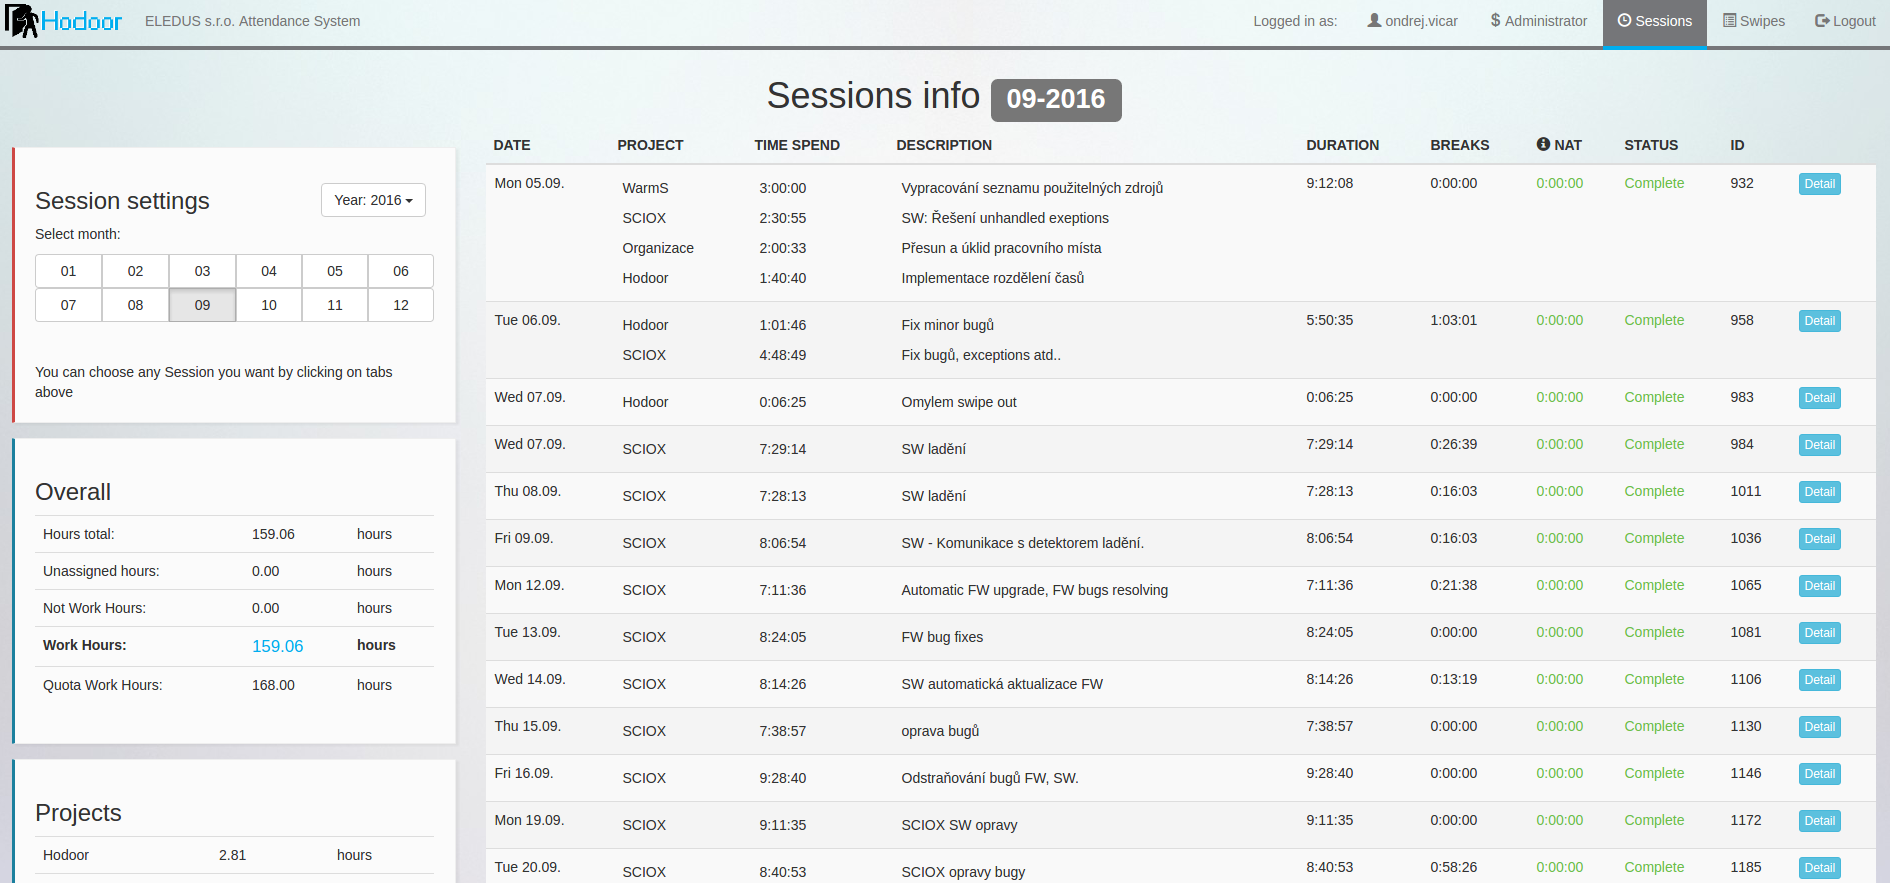 Hodoor ELEDUS s.r.o. Attendance System Logged in as: ondrej.vicar $ Administrator Sessions Swipes Logout
Sessions info 09-2016
Session settings Year: 2016
Select month:
01 02 03 04 05 06
07 08 09 10 11 12
You can choose any Session you want by clicking on tabs
above
Overall
Hours total: 159.06 hours
Unassigned hours: 0.00 hours
Not Work Hours: 0.00 hours
Work Hours: 159.06 hours
Quota Work Hours: 168.00 hours
Projects
Hodoor 2.81 hours
DATE PROJECT TIME SPEND DESCRIPTION DURATION BREAKS NAT STATUS ID
Mon 05.09. WarmS 3:00:00 Vypracování seznamu použitelných zdrojů 9:12:08 0:00:00 0:00:00 Complete 932 Detail
SCIOX 2:30:55 SW: Řešení unhandled exeptions
Organizace 2:00:33 Přesun a úklid pracovního místa
Hodoor 1:40:40 Implementace rozdělení časů
Tue 06.09. Hodoor 1:01:46 Fix minor bugů 5:50:35 1:03:01 0:00:00 Complete 958 Detail
SCIOX 4:48:49 Fix bugů, exceptions atd..
Wed 07.09. Hodoor 0:06:25 Omylem swipe out 0:06:25 0:00:00 0:00:00 Complete 983 Detail
Wed 07.09. SCIOX 7:29:14 SW ladění 7:29:14 0:26:39 0:00:00 Complete 984 Detail
Thu 08.09. SCIOX 7:28:13 SW ladění 7:28:13 0:16:03 0:00:00 Complete 1011 Detail
Fri 09.09. SCIOX 8:06:54 SW - Komunikace s detektorem ladění. 8:06:54 0:16:03 0:00:00 Complete 1036 Detail
Mon 12.09. SCIOX 7:11:36 Automatic FW upgrade, FW bugs resolving 7:11:36 0:21:38 0:00:00 Complete 1065 Detail
Tue 13.09. SCIOX 8:24:05 FW bug fixes 8:24:05 0:00:00 0:00:00 Complete 1081 Detail
Wed 14.09. SCIOX 8:14:26 SW automatická aktualizace FW 8:14:26 0:13:19 0:00:00 Complete 1106 Detail
Thu 15.09. SCIOX 7:38:57 oprava bugů 7:38:57 0:00:00 0:00:00 Complete 1130 Detail
Fri 16.09. SCIOX 9:28:40 Odstraňování bugů FW, SW. 9:28:40 0:00:00 0:00:00 Complete 1146 Detail
Mon 19.09. SCIOX 9:11:35 SCIOX SW opravy 9:11:35 0:00:00 0:00:00 Complete 1172 Detail
Tue 20.09. SCIOX 8:40:53 SCIOX opravy bugy 8:40:53 0:58:26 0:00:00 Complete 1185 Detail